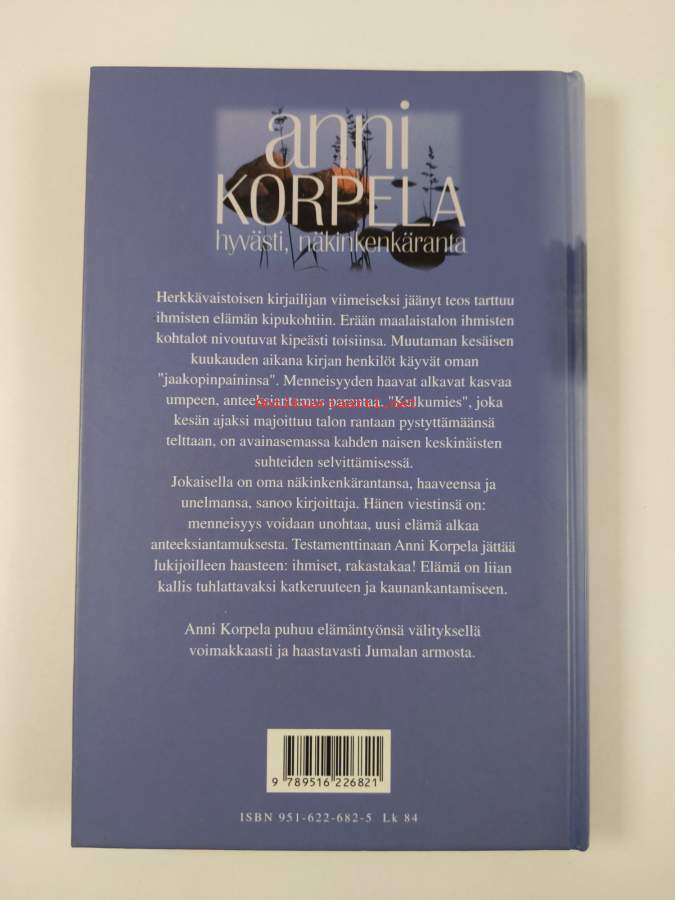 anni
KORPELA
hyvästi, näkinkenkäranta
Herkkävaistoisen kirjailijan viimeiseksi jäänyt teos tarttuu
ihmisten elämän kipukohtiin. Erään maalaistalon ihmisten
kohtalot nivoutuvat kipeästi toisiinsa. Muutaman kesäisen
kuukauden aikana kirjan henkilöt käyvät oman
"jaakopinpaininsa". Menneisyyden haavat alkavat kasvaa
umpeen, anteeksiantamus parantaa. "Kulkumies", joka
kesän ajaksi majoittuu talon rantaan pystyttämäänsä
telttaan, on avainasemassa kahden naisen keskinäisten
suhteiden selvittämisessä.
Jokaisella on oma näkinkenkärantansa, haaveensa ja
unelmansa, sanoo kirjoittaja. Hänen viestinsä on:
menneisyys voidaan unohtaa, uusi elämä alkaa
anteeksiantamuksesta. Testamenttinaan Anni Korpela jättää
lukijoilleen haasteen: ihmiset, rakastakaa! Elämä on liian
kallis tuhlattavaksi katkeruuteen ja kaunankantamiseen.
Anni Korpela puhuu elämäntyönsä välityksellä
voimakkaasti ja haastavasti Jumalan armosta.
9 789516 226821
ISBN 951-622-682-5 Lk 84